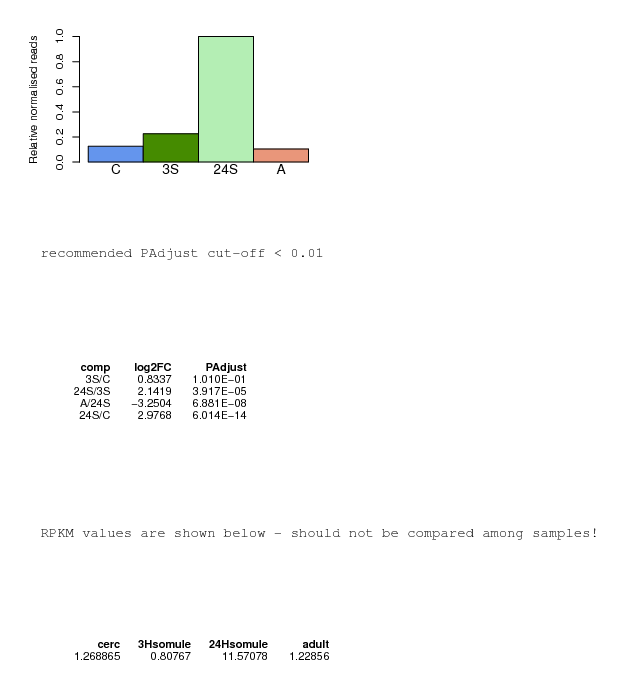 Relative normalised reads
1.0
0.8
0.6
0.4
0.2
0.0
C 3S 24S A
recommended PAdjust cut-off < 0.01
comp log2FC PAdjust
3S/C 0.8337 1.010E-01
24S/3S 2.1419 3.917E-05
A/24S -3.2504 6.881E-08
24S/C 2.9768 6.014E-14
RPKM values are shown below - should not be compared among samples!
cerc 3Hsomule 24Hsomule adult
1.268865 0.80767 11.57078 1.22856